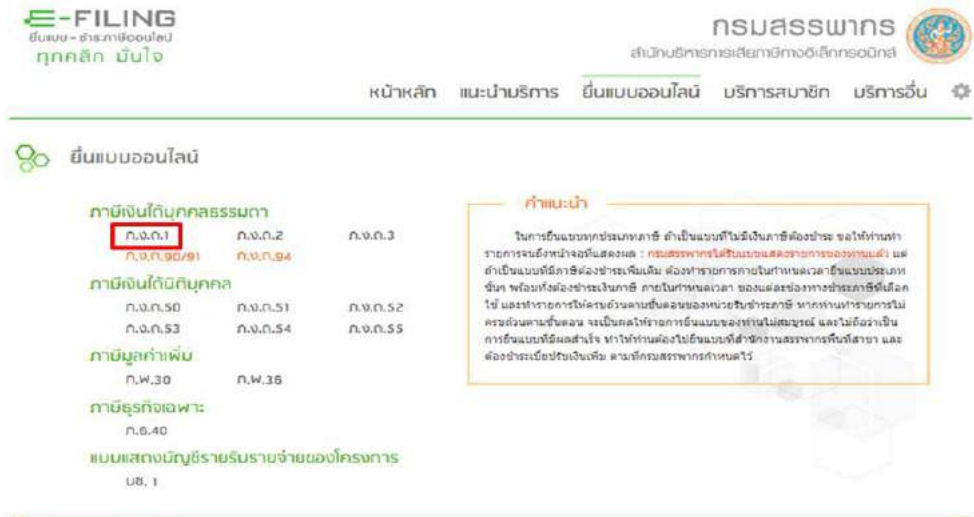 E-FILING
ยื่นแบบ - ชำระภาษีออนไลน์
ทุกคลิก มั่นใจ
กรมสรรพากร
สำนักบริหารการเสียภาษีทางอิเล็กทรอนิกส์
หน้าหลัก แนะนำบริการ ยื่นแบบออนไลน์ บริการสมาชิก บริการอื่น
ยื่นแบบออนไลน์
ภาษีเงินได้บุคคลธรรมดา
ภ.ง.ด.1 ภ.ง.ด.2 ภ.ง.ด.3
ภ.ง.ด.90/91 ภ.ง.ด.94
ภาษีเงินได้นิติบุคคล
ภ.ง.ด.50 ภ.ง.ด.51 ภ.ง.ด.52
ภ.ง.ด.53 ภ.ง.ด.54 ภ.ง.ด.55
ภาษีมูลค่าเพิ่ม
ภ.พ.30 ภ.พ.36
ภาษีธุรกิจเฉพาะ
ภ.ธ.40
แบบแสดงบัญชีรายรับรายจ่ายของโครงการ
บช. 1
คำแนะนำ
ในการยื่นแบบทุกประเภทภาษี ถ้าเป็นแบบที่ไม่มีเงินภาษีต้องชำระ ขอให้ท่านทำ
รายการจนถึงหน้าจอที่แสดงผล : กรมสรรพากรได้รับแบบแสดงรายการของท่านแล้ว แต่
ถ้าเป็นแบบที่มีภาษีต้องชำระเพิ่มเติม ต้องทำรายการภายในกำหนดเวลายื่นแบบประเภท
นั้นๆ พร้อมทั้งต้องชำระเงินภาษี ภายในกำหนดเวลา ของแต่ละช่องทางชำระภาษีที่เลือก
ใช้ และทำรายการให้ครบถ้วนตามขั้นตอนของหน่วยรับชำระภาษี หากท่านทำรายการไม่
ครบถ้วนตามขั้นตอน จะเป็นผลให้รายการยื่นแบบของท่านไม่สมบูรณ์ และไม่ถือว่าเป็น
การยื่นแบบที่มีผลสำเร็จ ทำให้ท่านต้องไปยื่นแบบที่สำนักงานสรรพากรพื้นที่สาขา และ
ต้องชำระเบี้ยปรับเงินเพิ่ม ตามที่กรมสรรพากรกำหนดไว้